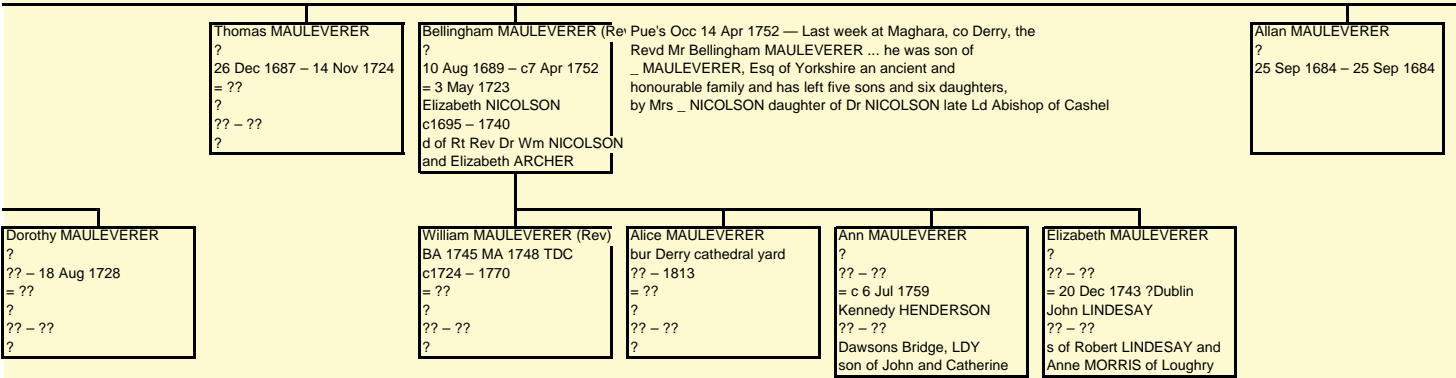 Thomas MAULEVERER
?
26 Dec 1687 – 14 Nov 1724
= ??
?
?? – ??
?
Bellingham MAULEVERER (Rev
?
10 Aug 1689 – c7 Apr 1752
= 3 May 1723
Elizabeth NICOLSON
c1695 – 1740
d of Rt Rev Dr Wm NICOLSON
and Elizabeth ARCHER
Pue's Occ 14 Apr 1752 — Last week at Maghara, co Derry, the
Revd Mr Bellingham MAULEVERER ... he was son of
_ MAULEVERER, Esq of Yorkshire an ancient and
honourable family and has left five sons and six daughters,
by Mrs _ NICOLSON daughter of Dr NICOLSON late Ld Abishop of Cashel
Allan MAULEVERER
?
25 Sep 1684 – 25 Sep 1684
Dorothy MAULEVERER
?
?? – 18 Aug 1728
= ??
?
?? – ??
?
William MAULEVERER (Rev)
BA 1745 MA 1748 TDC
c1724 – 1770
= ??
?
?? – ??
?
Alice MAULEVERER
bur Derry cathedral yard
?? – 1813
= ??
?
?? – ??
?
Ann MAULEVERER
?
?? – ??
= c 6 Jul 1759
Kennedy HENDERSON
?? – ??
Dawsons Bridge, LDY
son of John and Catherine
Elizabeth MAULEVERER
?
?? – ??
= 20 Dec 1743 ?Dublin
John LINDESAY
?? – ??
s of Robert LINDESAY and
Anne MORRIS of Loughry